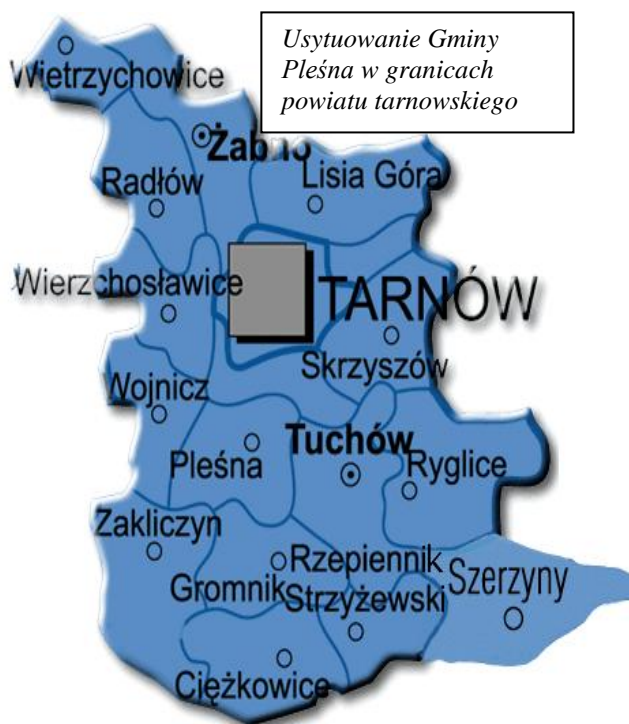 Usytuowanie Gminy
Pleśna w granicach
powiatu tarnowskiego
Wietrzychowice
Żabno
Radłów
Lisia Góra
Wierzchosławice
TARNÓW
Skrzyszów
Wojnicz
Tuchów
Pleśna
Ryglice
Zakliczyn
Rzepiennik
Strzyżewski
Gromnik
Szerzyny
Ciężkowice